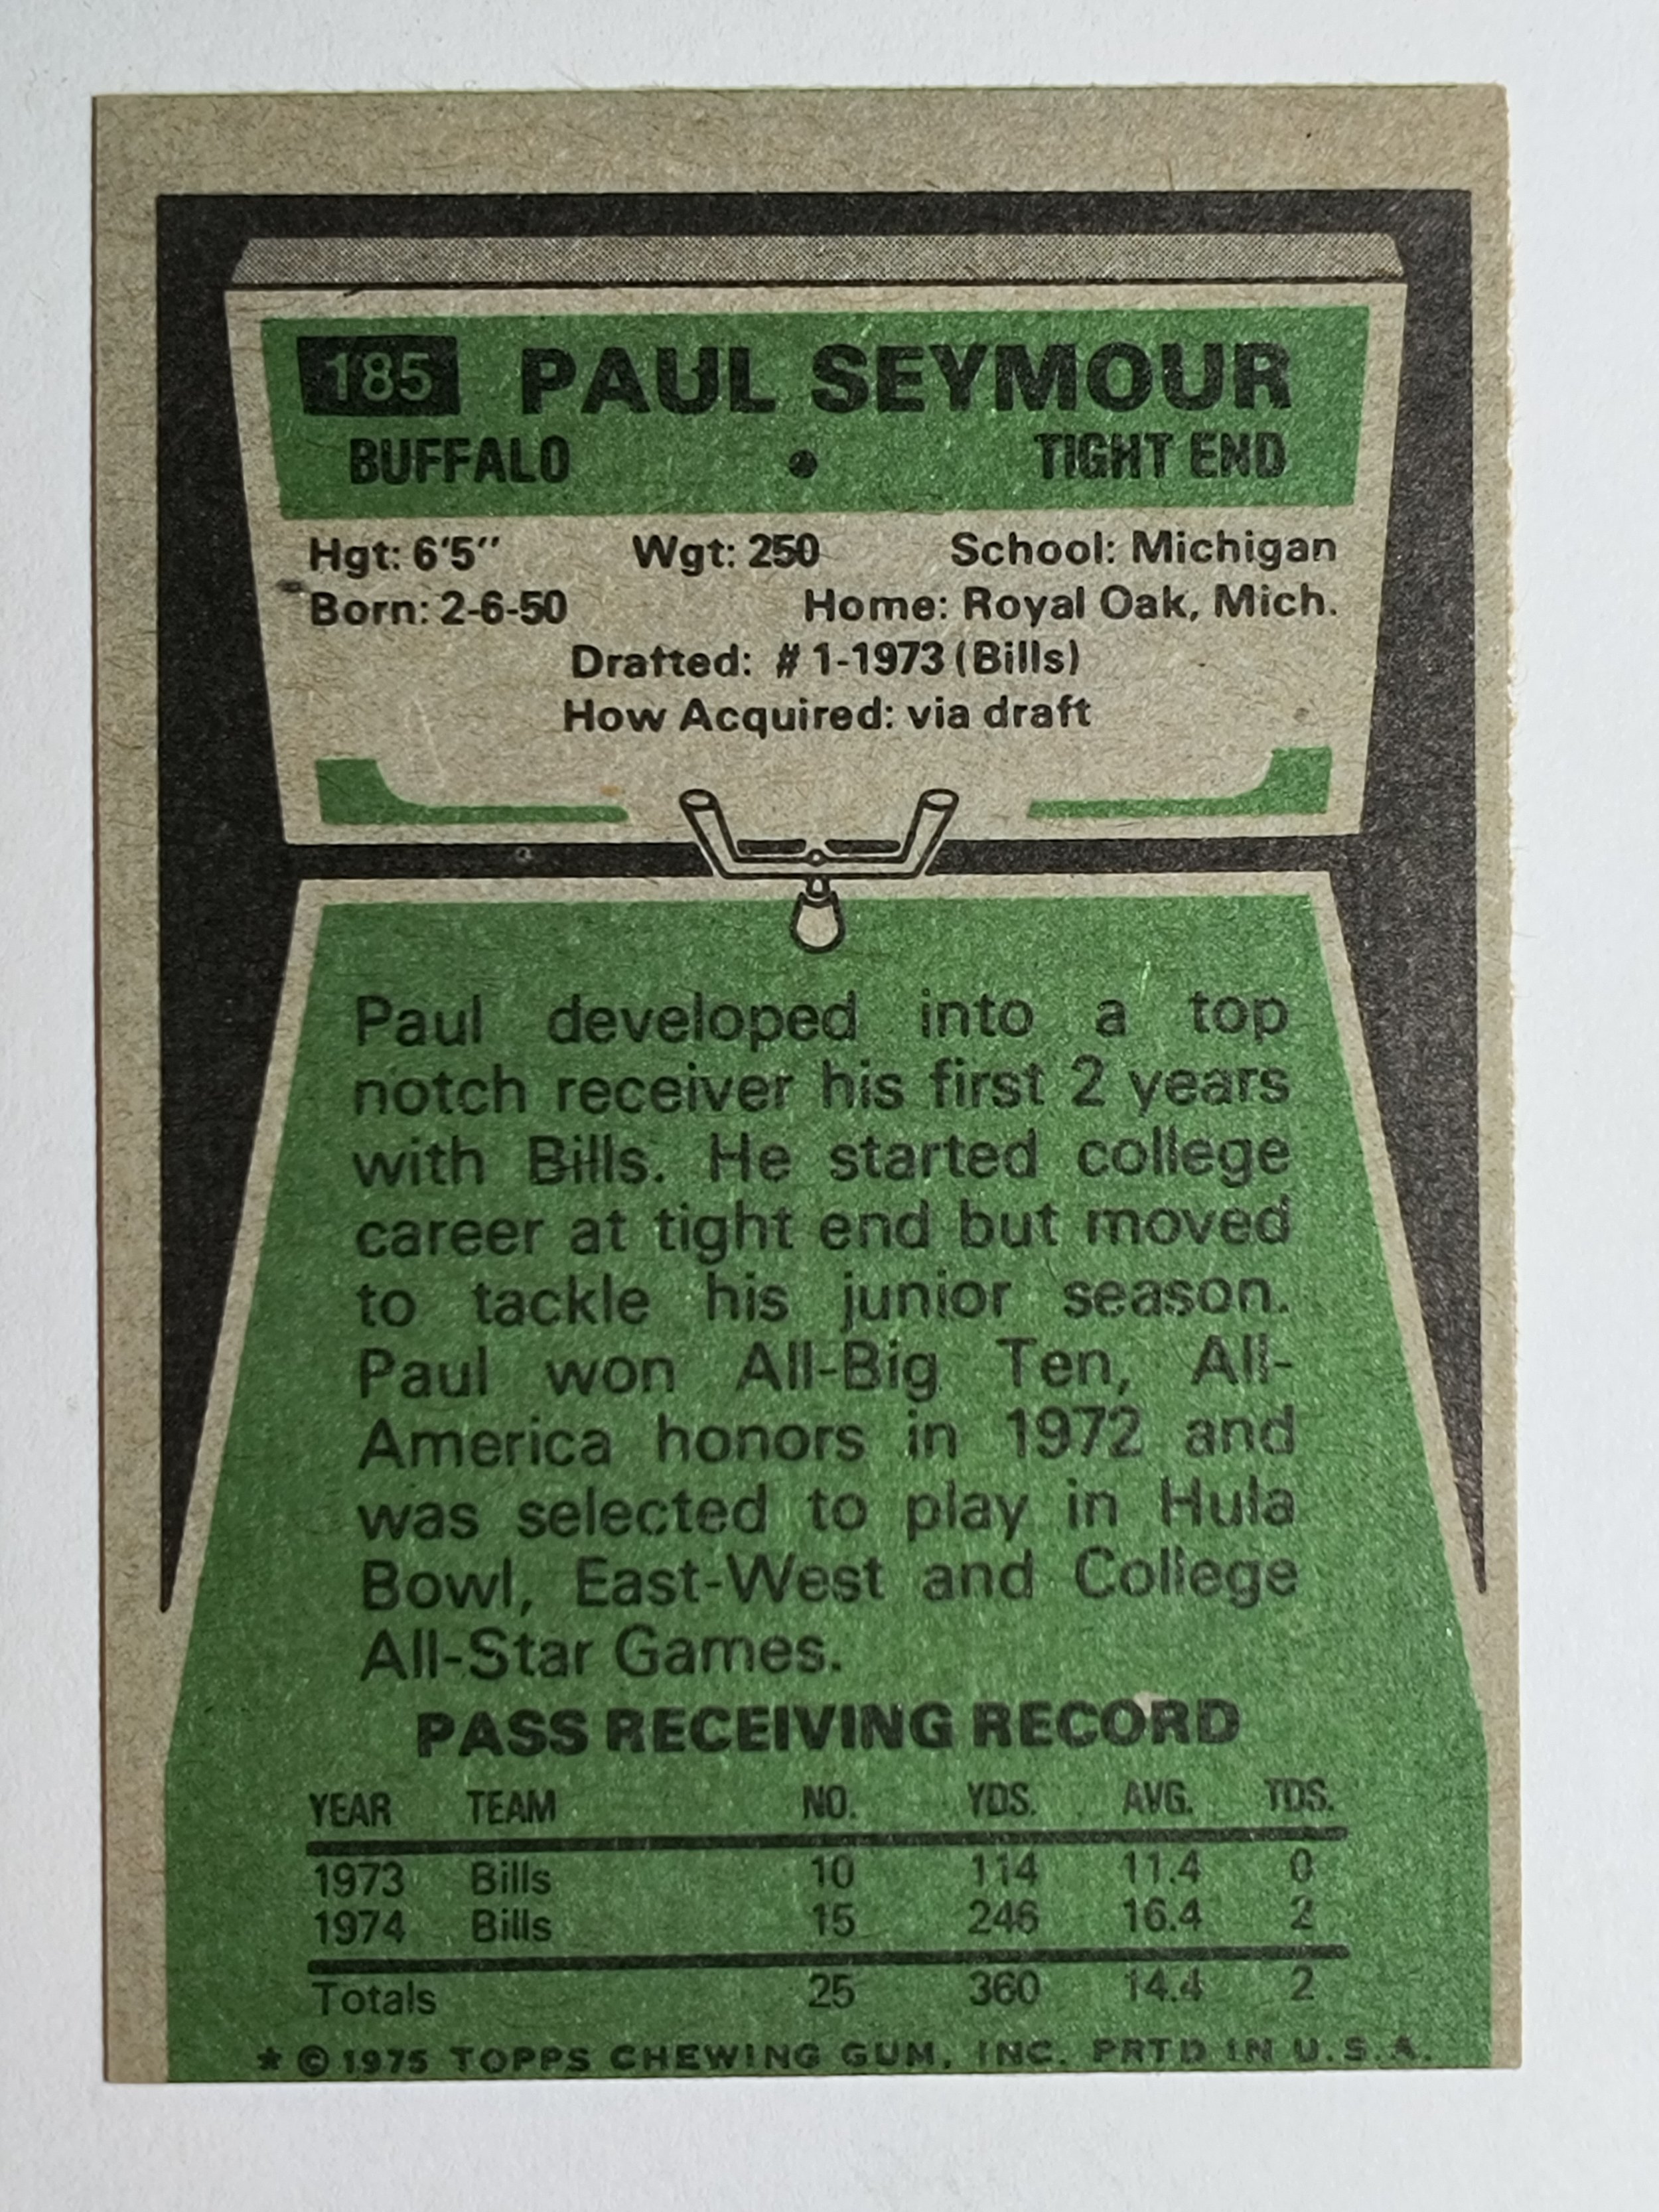 185 PAUL SEYMOUR
BUFFALO • TIGHT END
Hgt: 6'5" Wgt: 250 School: Michigan
Born: 2-6-50 Home: Royal Oak, Mich.
Drafted: #1-1973 (Bills)
How Acquired: via draft
Paul developed into a top
notch receiver his first 2 years
with Bills. He started college
career at tight end but moved
to tackle his junior season.
Paul won All-Big Ten, All-
America honors in 1972 and
was selected to play in Hula
Bowl, East-West and College
All-Star Games.
PASS RECEIVING RECORD
YEAR TEAM NO. YDS. AVG. TDS.
1973 Bills 10 114 11.4 0
1974 Bills 15 246 16.4 2
Totals 25 360 14.4 2
* © 1975 TOPPS CHEWING GUM, INC. PRTD IN U.S.A.